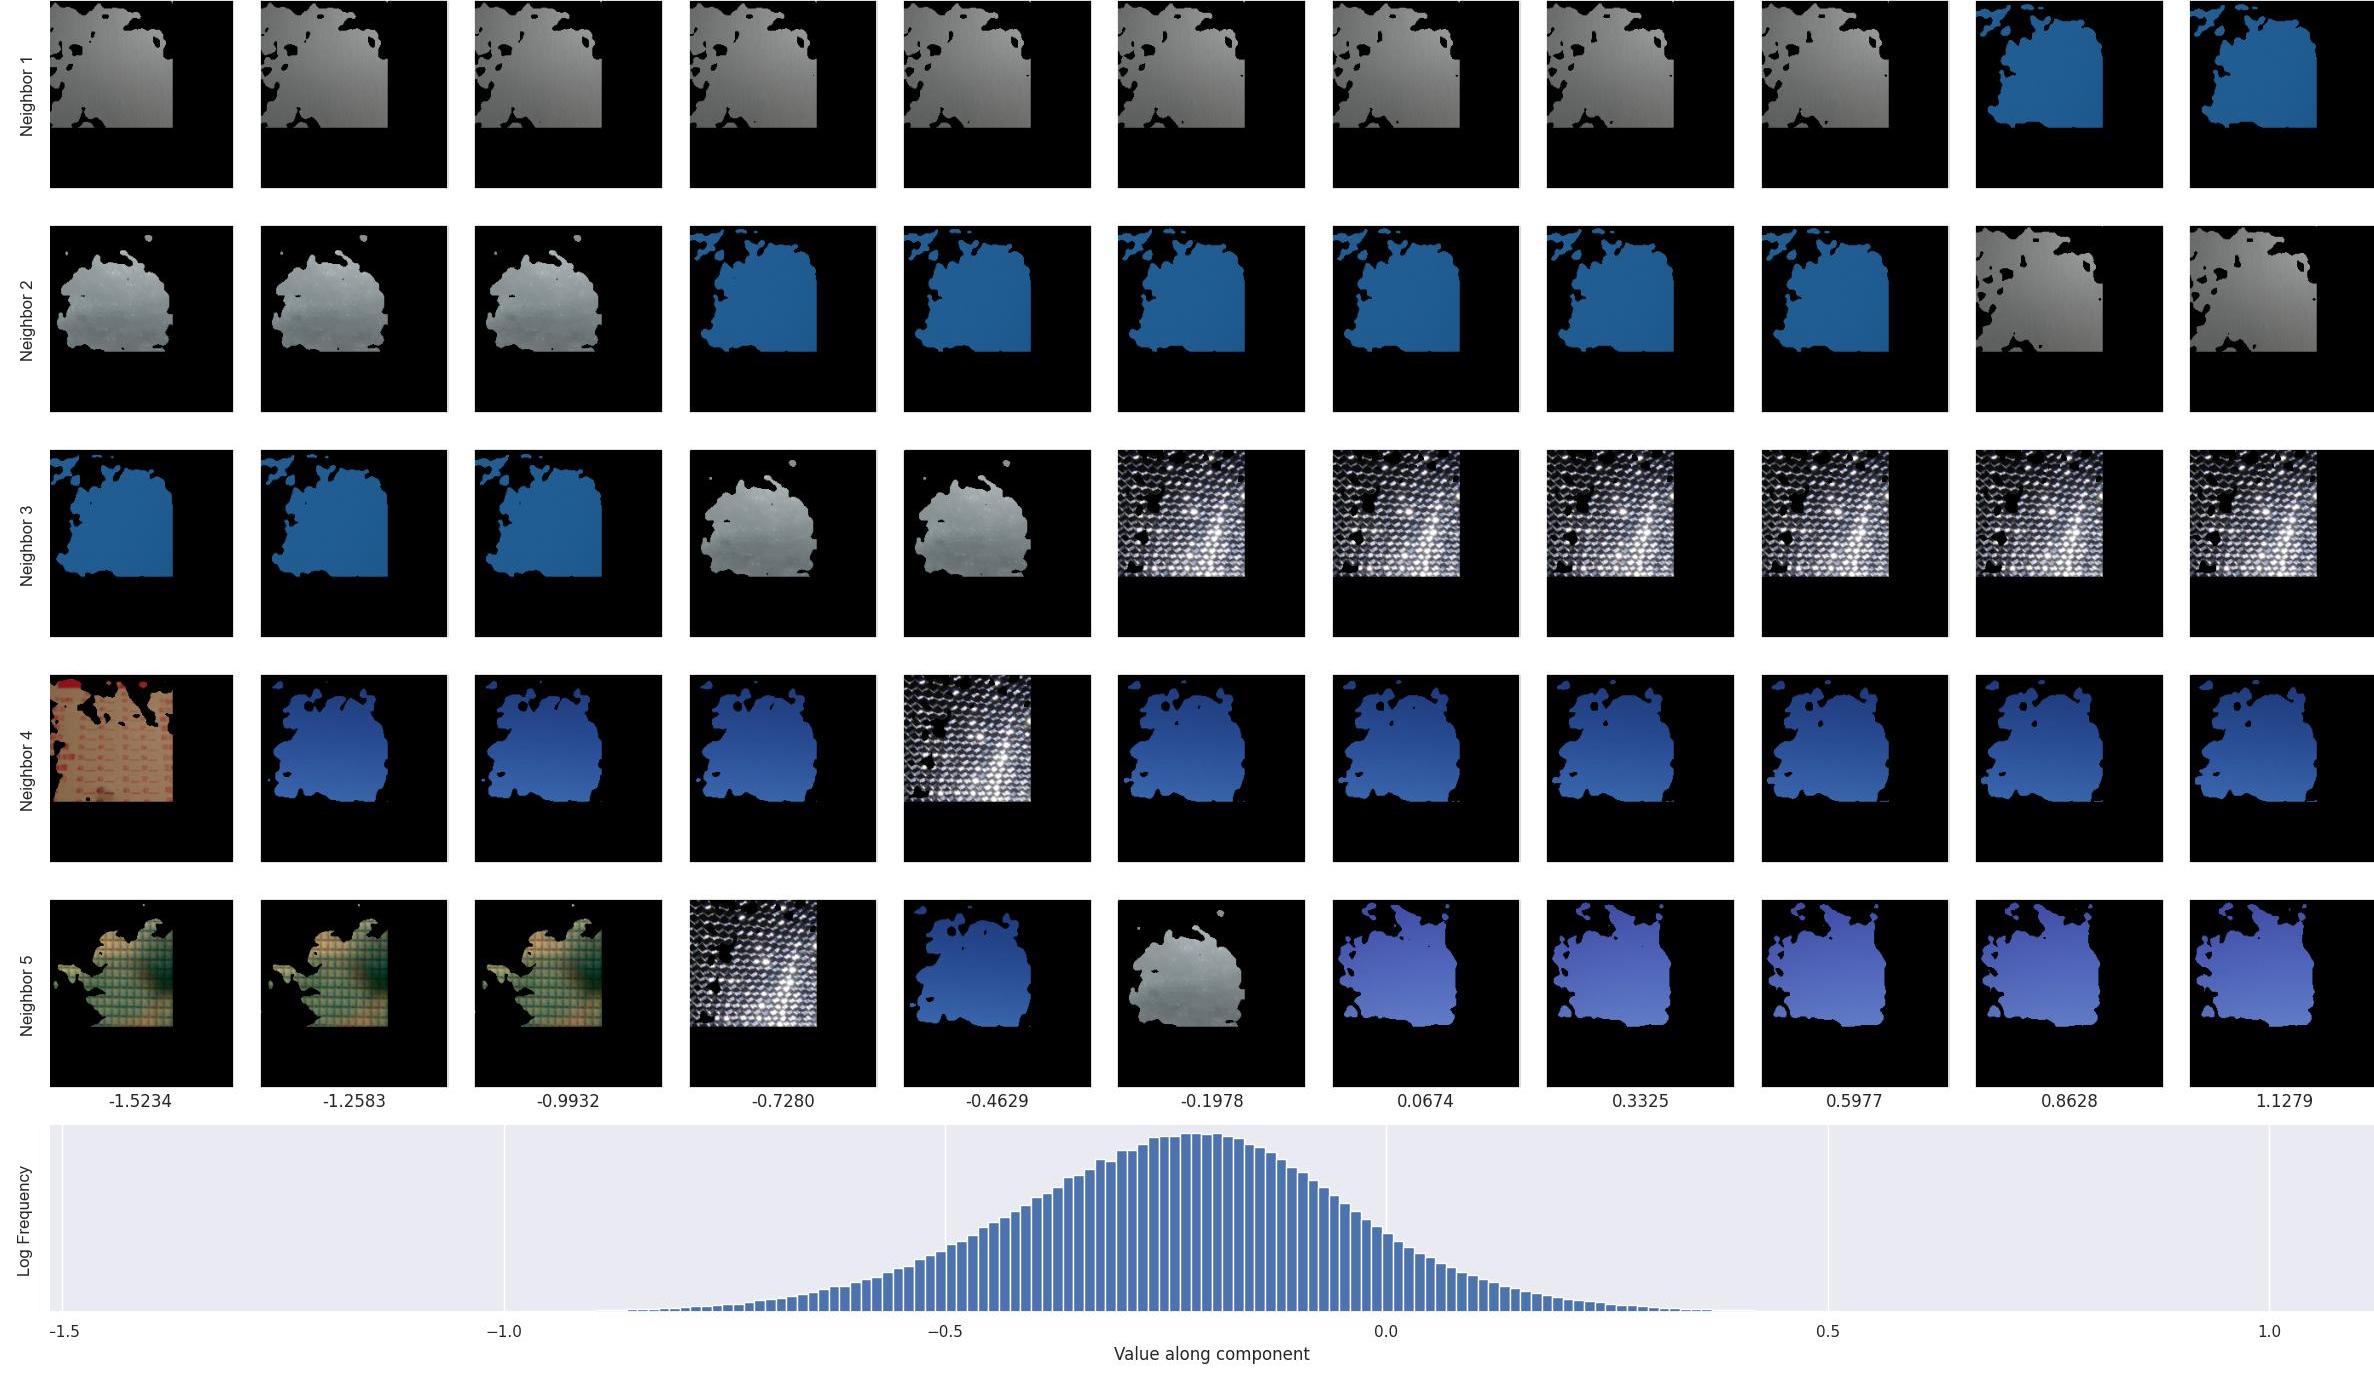 Neighbor 1
Neighbor 2
Neighbor 3
Neighbor 4
Neighbor 5
-1.5234 -1.2583 -0.9932 -0.7280 -0.4629 -0.1978 0.0674 0.3325 0.5977 0.8628 1.1279
Log Frequency
-1.5 −1.0 −0.5 0.0 0.5 1.0
Value along component